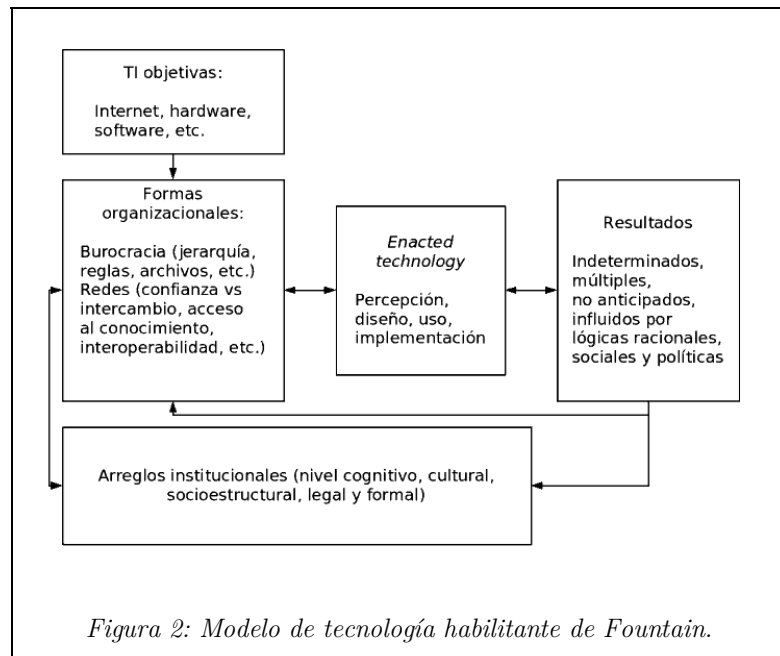 TI objetivas:
Internet, hardware,
software, etc.
Formas
organizacionales:
Burocracia (jerarquía,
reglas, archivos, etc.)
Redes (confianza vs
intercambio, acceso
al conocimiento,
interoperabilidad, etc.)
Enacted
technology
Percepción,
diseño, uso,
implementación
Resultados
Indeterminados,
múltiples,
no anticipados,
influidos por
lógicas racionales,
sociales y políticas
Arreglos institucionales (nivel cognitivo, cultural,
socioestructural, legal y formal)
Figura 2: Modelo de tecnología habilitante de Fountain.